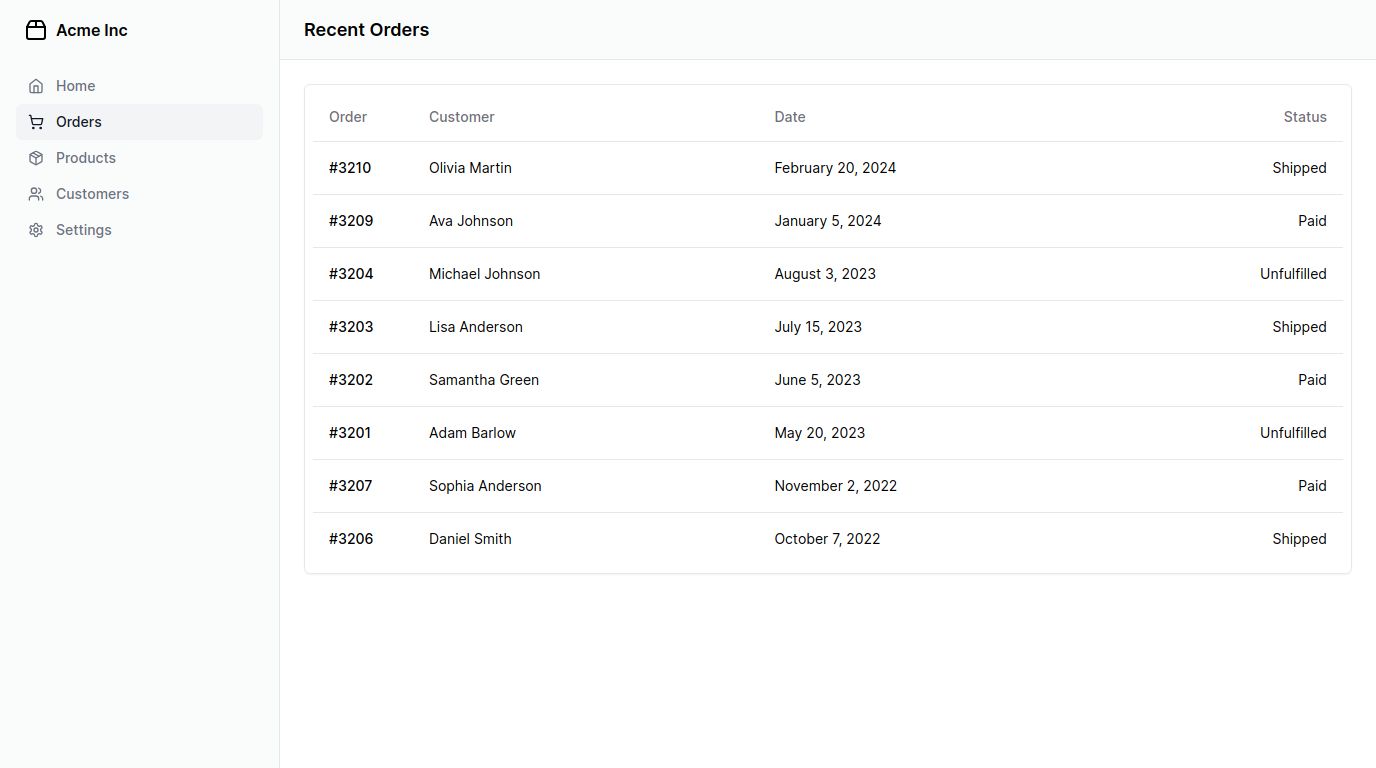 Acme Inc
Home
Orders
Products
Customers
Settings
Recent Orders
Order Customer Date Status
#3210 Olivia Martin February 20, 2024 Shipped
#3209 Ava Johnson January 5, 2024 Paid
#3204 Michael Johnson August 3, 2023 Unfulfilled
#3203 Lisa Anderson July 15, 2023 Shipped
#3202 Samantha Green June 5, 2023 Paid
#3201 Adam Barlow May 20, 2023 Unfulfilled
#3207 Sophia Anderson November 2, 2022 Paid
#3206 Daniel Smith October 7, 2022 Shipped